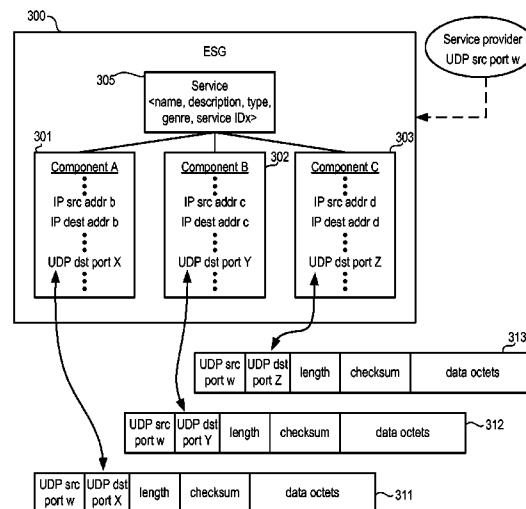 300
ESG
Service provider
UDP src port w
305
Service
<name, description, type,
genre, service IDx>
301
Component A
IP src addr b
IP dest addr b
UDP dst port X
302
Component B
IP src addr c
IP dest addr c
UDP dst port Y
303
Component C
IP src addr d
IP dest addr d
UDP dst port Z
313
UDP src port w
UDP dst port Z
length
checksum
data octets
UDP src port w
UDP dst port Y
length
checksum
data octets
312
UDP src port w
UDP dst port X
length
checksum
data octets
311